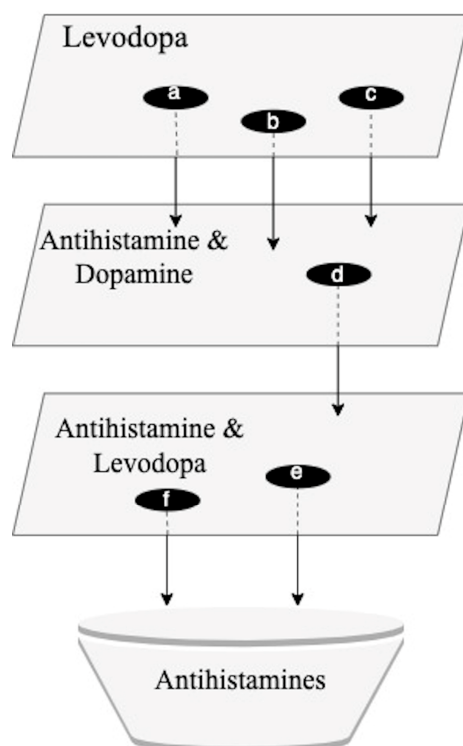 Levodopa
a
b
c
Antihistamine &
Dopamine
d
Antihistamine &
Levodopa
e
f
Antihistamines